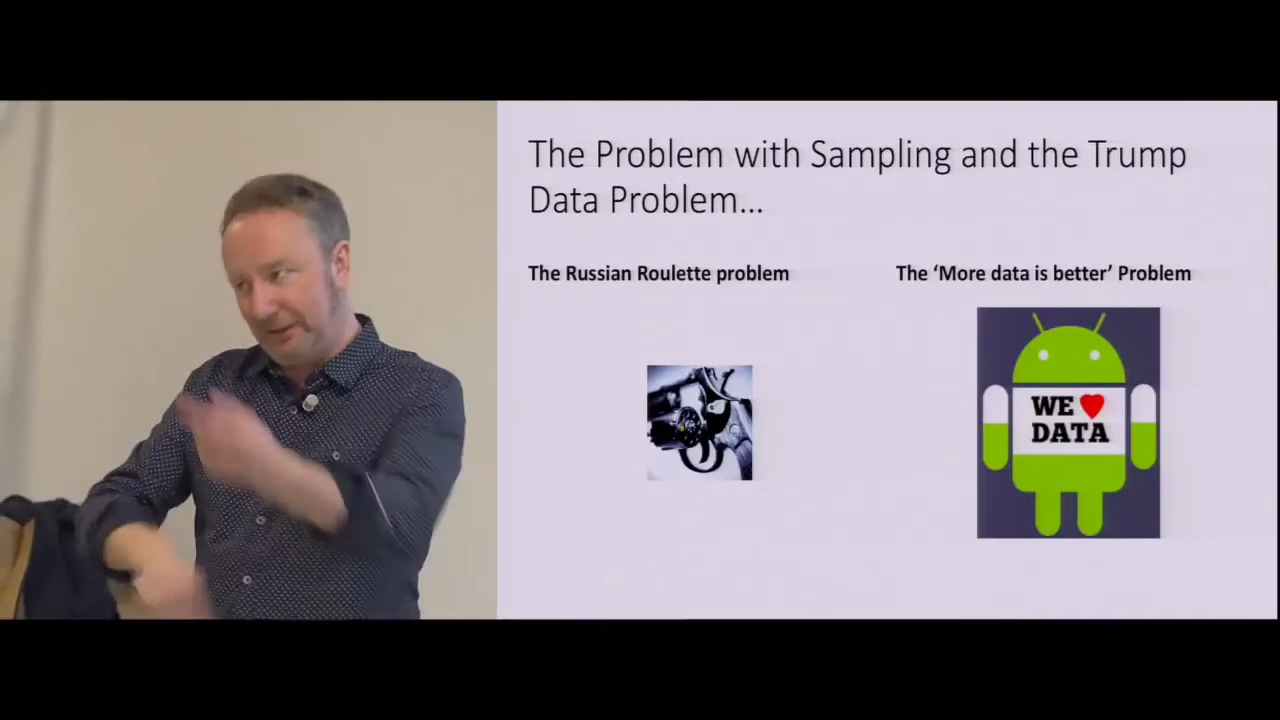 The Problem with Sampling and the Trump
Data Problem...
The Russian Roulette problem
The ‘More data is better’ Problem
WE
DATA